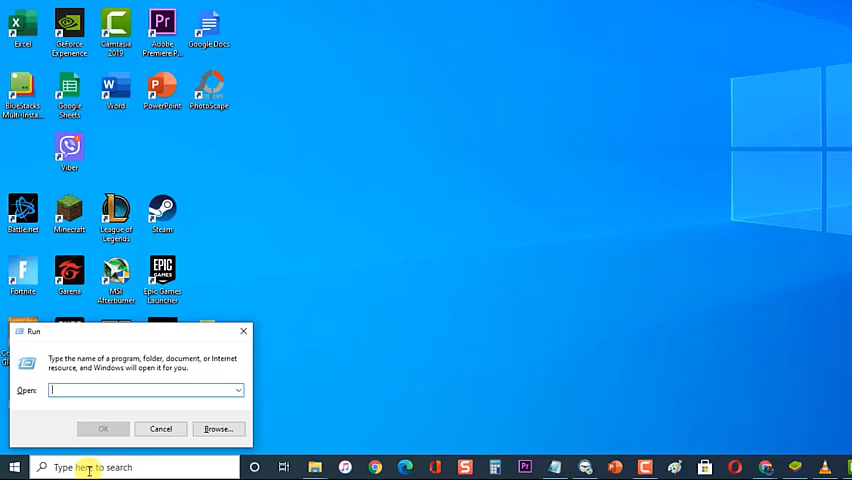 Excel
GeForce
Experience
Camtasia
2019
Adobe
Premiere P...
Google Docs
BlueStacks
Multi-Insta...
Google
Sheets
Word
PowerPoint
PhotoScape
Viber
Battle.net
Minecraft
League of
Legends
Steam
Fortnite
Garena
MSI
Afterburner
EPIC
GAMES
Epic Games
Launcher
Run
Type the name of a program, folder, document, or Internet
resource, and Windows will open it for you.
Open:
OK
Cancel
Browse...
Type here to search